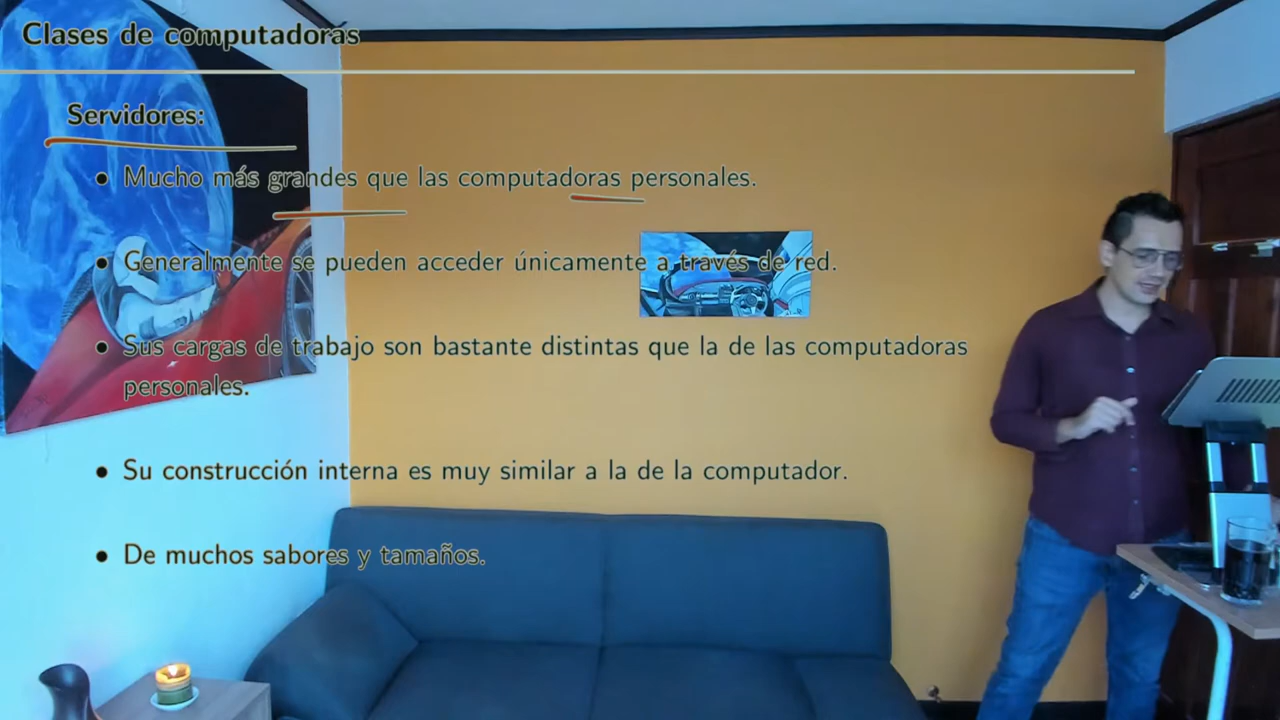 Clases de computadoras
Servidores:
• Mucho más grandes que las computadoras personales.
• Generalmente se pueden acceder únicamente a través de red.
• Sus cargas de trabajo son bastante distintas que la de las computadoras
personales.
• Su construcción interna es muy similar a la de la computador.
• De muchos sabores y tamaños.